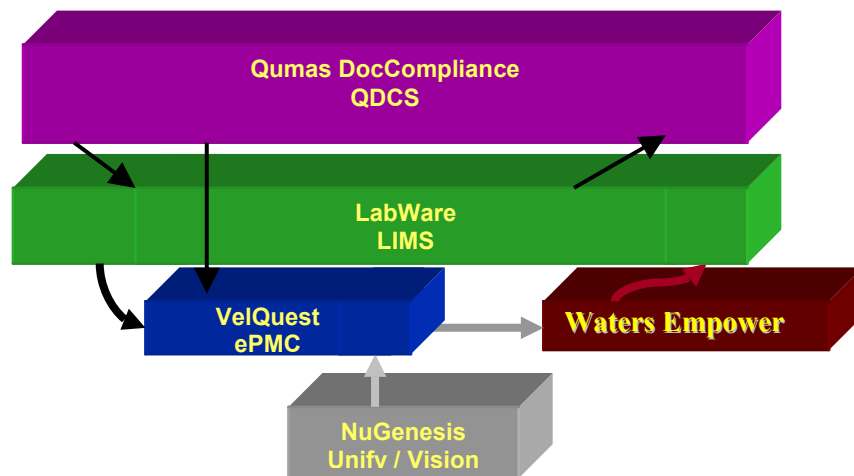 Qumas DocCompliance
QDCS
LabWare
LIMS
VelQuest
ePMC
Waters Empower
NuGenesis
Unify / Vision